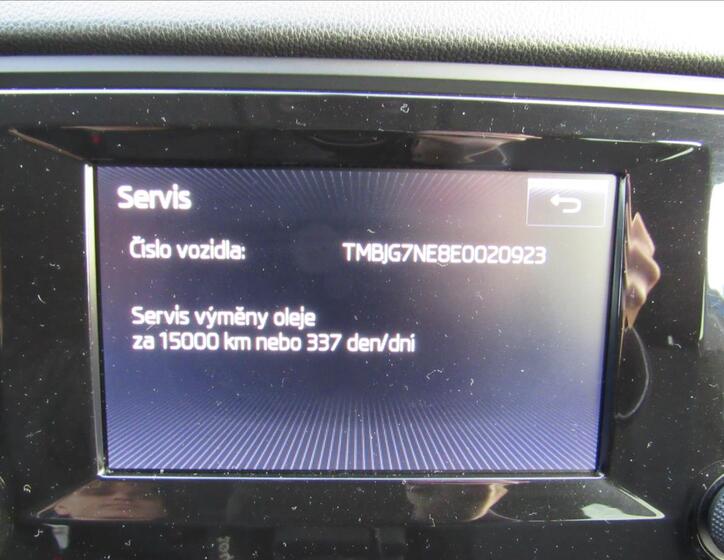 Servis
Číslo vozidla: TMBJG7NE8E0020923
Servis výměny oleje
za 15000 km nebo 337 den/dní